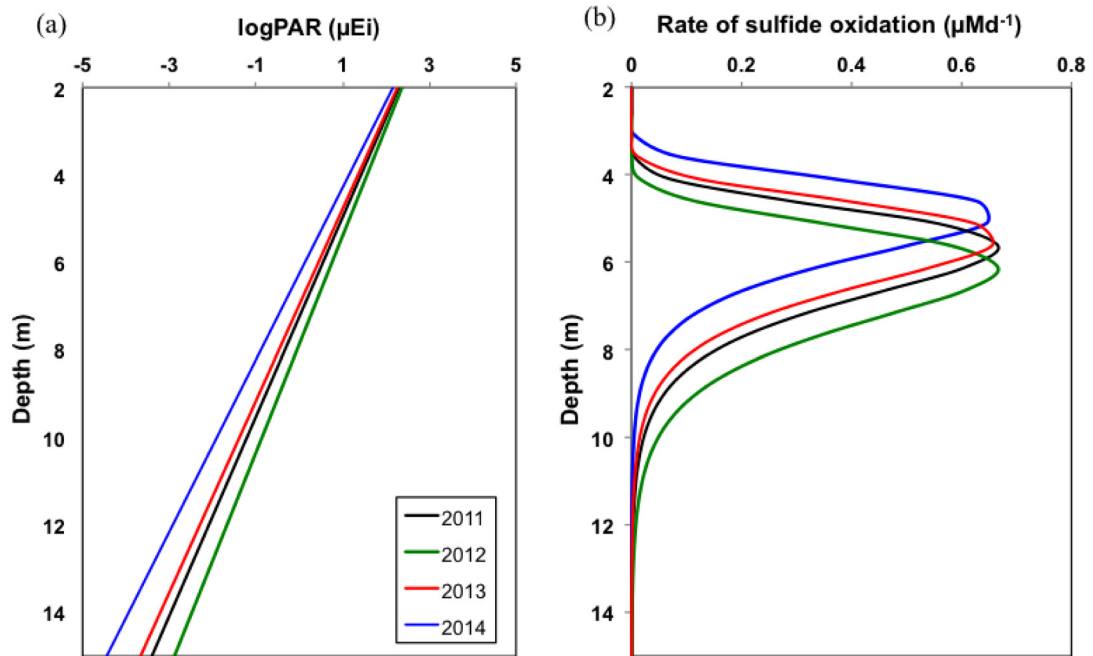 (a)
logPAR (µEi)
-5 -3 -1 1 3 5
2
4
6
8
10
12
14
Depth (m)
2011
2012
2013
2014
(b)
Rate of sulfide oxidation (µMd⁻¹)
0 0.2 0.4 0.6 0.8
2
4
6
8
10
12
14
Depth (m)